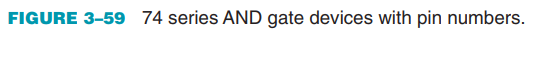 FIGURE 3–59 74 series AND gate devices with pin numbers.